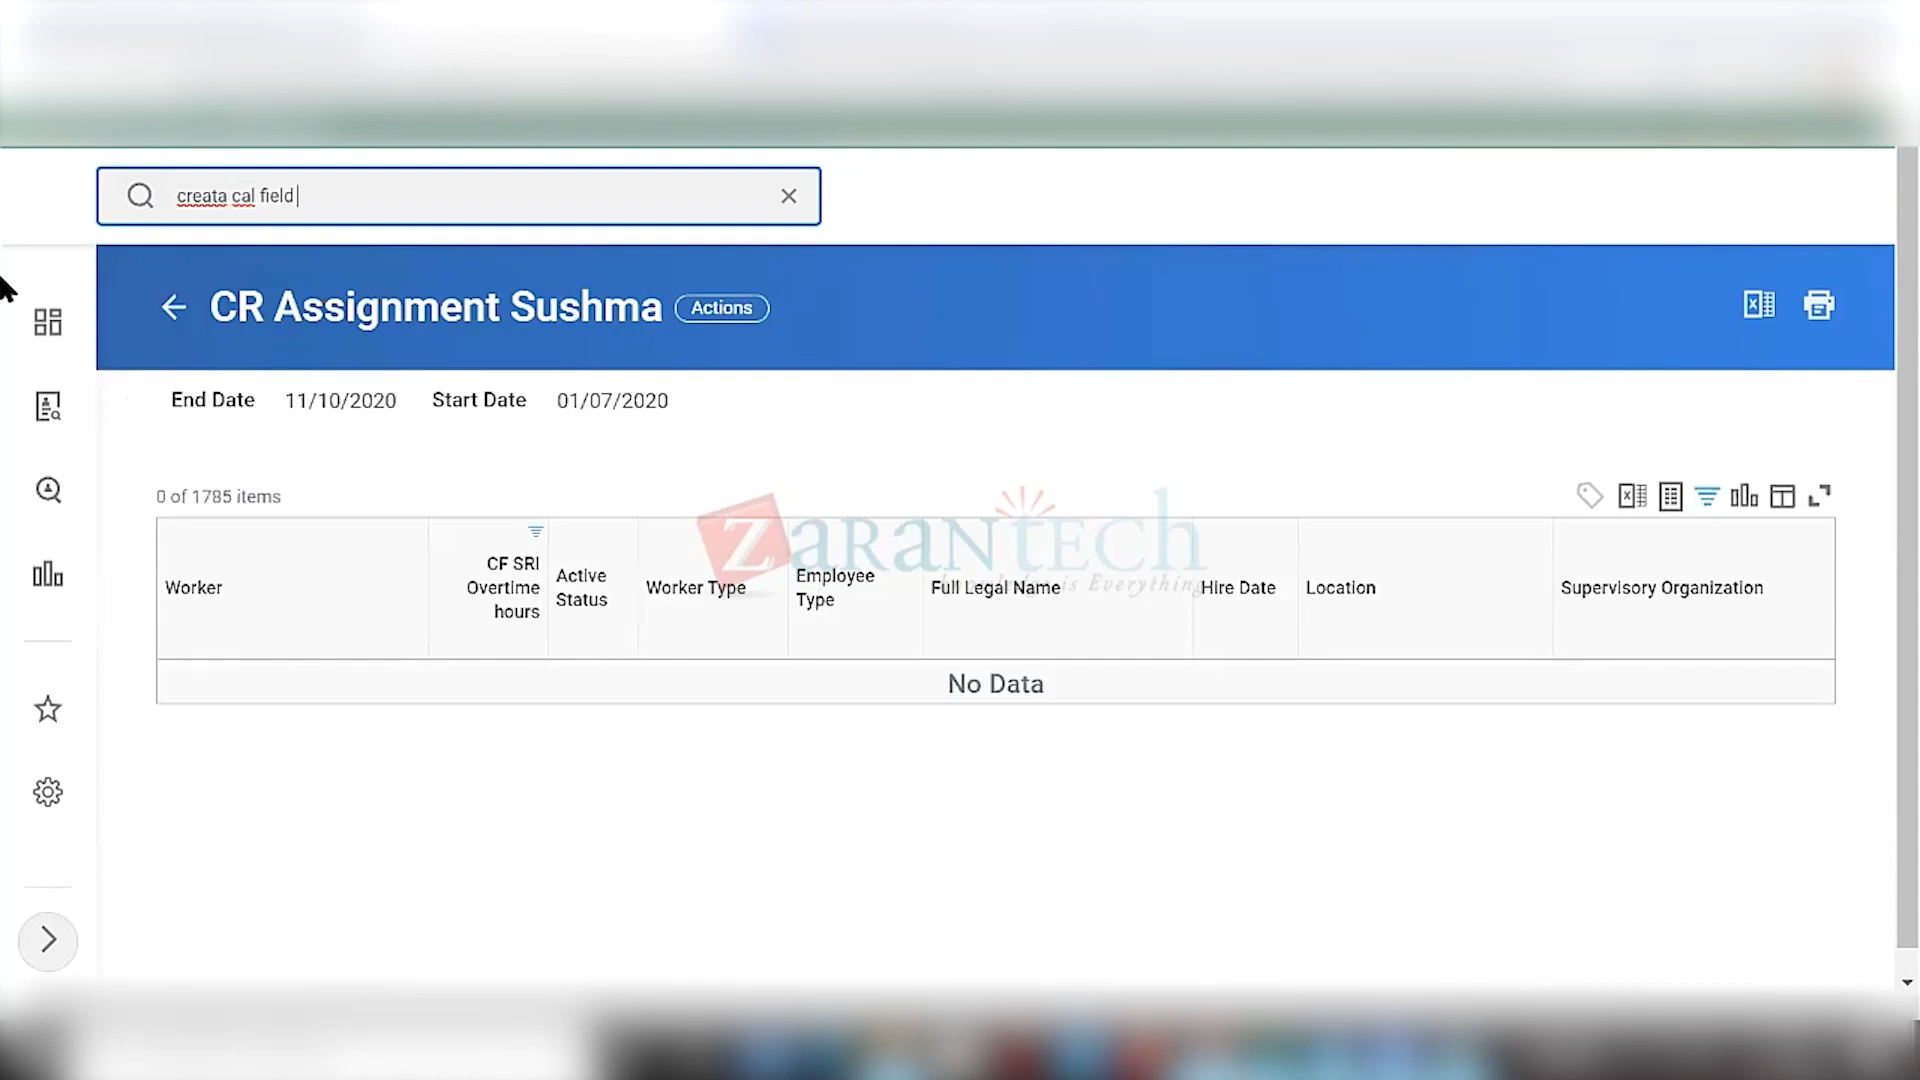 creata cal field
CR Assignment Sushma
Actions
End Date 11/10/2020 Start Date 01/07/2020
0 of 1785 items
Worker
CF SRI
Overtime
hours
Active
Status
Worker Type
Employee
Type
Full Legal Name
Hire Date
Location
Supervisory Organization
No Data
ZARANTECH
is Everything